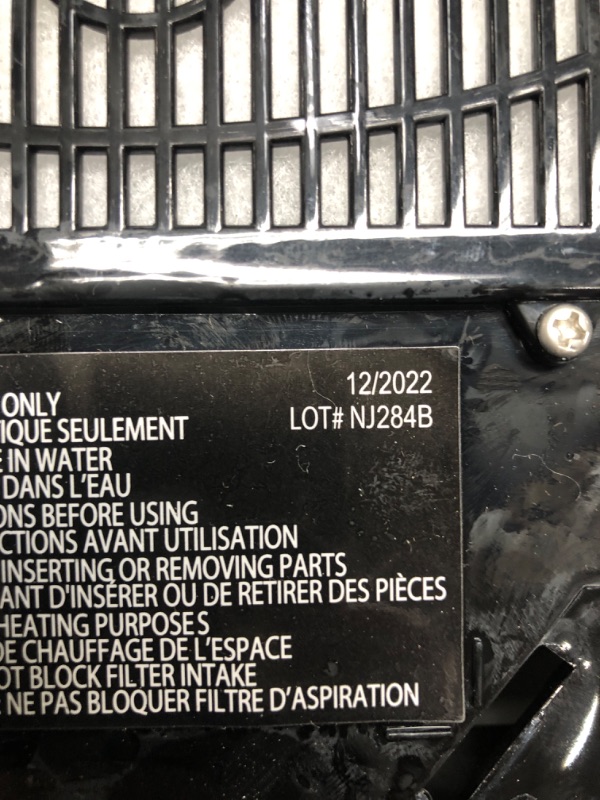 12/2022
LOT# NJ284B
ONLY
TIQUE SEULEMENT
E IN WATER
DANS L'EAU
ONS BEFORE USING
CTIONS AVANT UTILISATION
INSERTING OR REMOVING PARTS
ANT D'INSÉRER OU DE RETIRER DES PIÈCES
HEATING PURPOSES
DE CHAUFFAGE DE L'ESPACE
OT BLOCK FILTER INTAKE
NE PAS BLOQUER FILTRE D'ASPIRATION